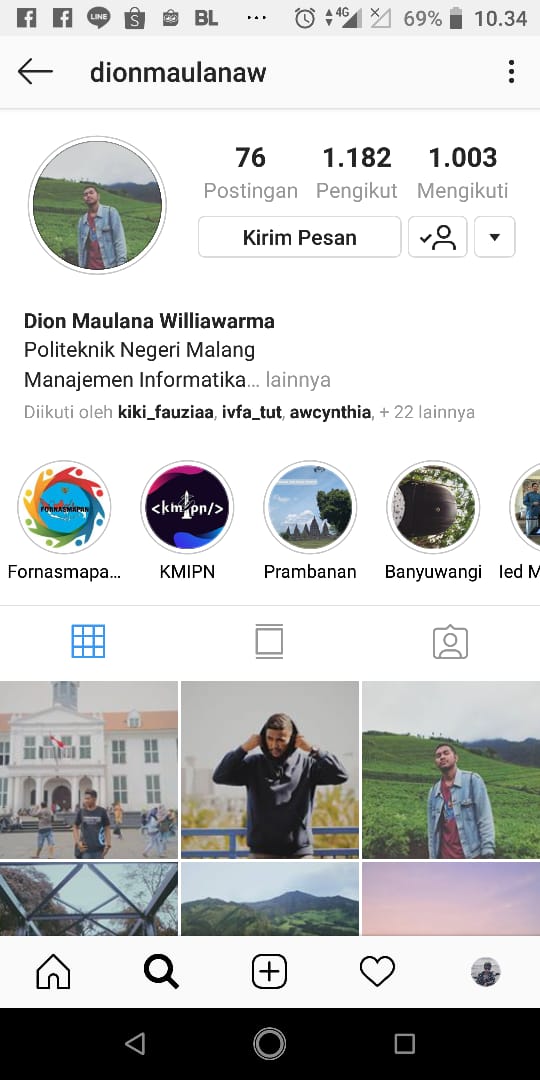 LINE
S
BL
...
4G
69%
10.34
dionmaulanaw
76
1.182
1.003
Postingan
Pengikut
Mengikuti
Kirim Pesan
Dion Maulana Williawarma
Politeknik Negeri Malang
Manajemen Informatika... lainnya
Diikuti oleh kiki_fauziaa, ivfa_tut, awcynthia, + 22 lainnya
FORNASMAPAN
<kmipn/>
Fornasmapa...
KMIPN
Prambanan
Banyuwangi
Ied M